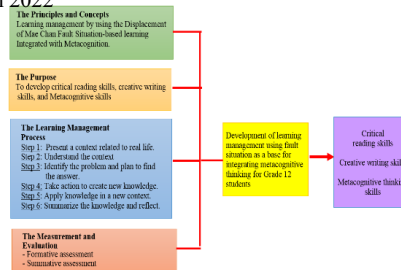 2022
The Principles and Concepts
Learning management by using the Displacement
of Mae Chan Fault Situation-based learning
Integrated with Metacognition.
The Purpose
To develop critical reading skills, creative writing
skills, and Metacognitive skills
The Learning Management
Process
Step 1: Present a context related to real life.
Step 2: Understand the context
Step 3: Identify the problem and plan to find
the answer.
Step 4: Take action to create new knowledge.
Step 5: Apply knowledge in a new context.
Step 6: Summarize the knowledge and reflect.
The Measurement and
Evaluation
- Formative assessment
- Summative assessment
Development of learning
management using fault
situation as a base for
integrating metacognitive
thinking for Grade 12
students
Critical
reading skills
Creative writing skil
Metacognitive thinki
skills